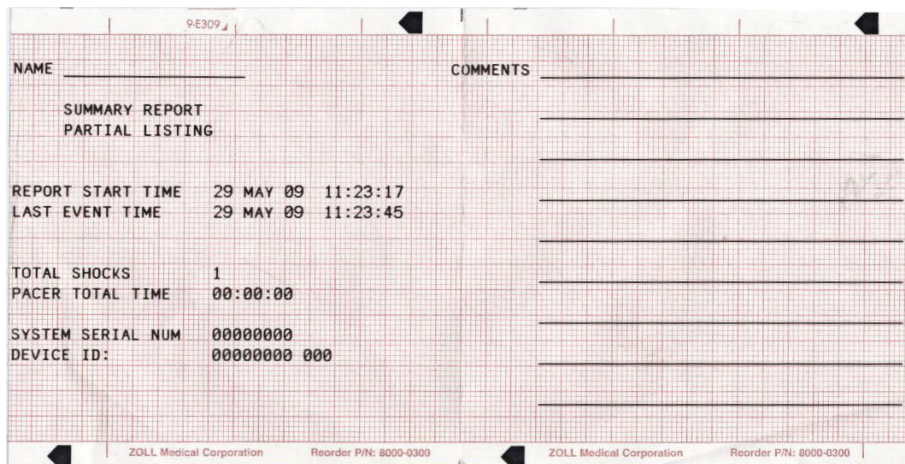 9-E309
NAME
COMMENTS
SUMMARY REPORT
PARTIAL LISTING
REPORT START TIME 29 MAY 09 11:23:17
LAST EVENT TIME 29 MAY 09 11:23:45
TOTAL SHOCKS 1
PACER TOTAL TIME 00:00:00
SYSTEM SERIAL NUM 00000000
DEVICE ID: 00000000 000
ZOLL Medical Corporation Reorder P/N: 8000-0300
ZOLL Medical Corporation Reorder P/N: 8000-0300